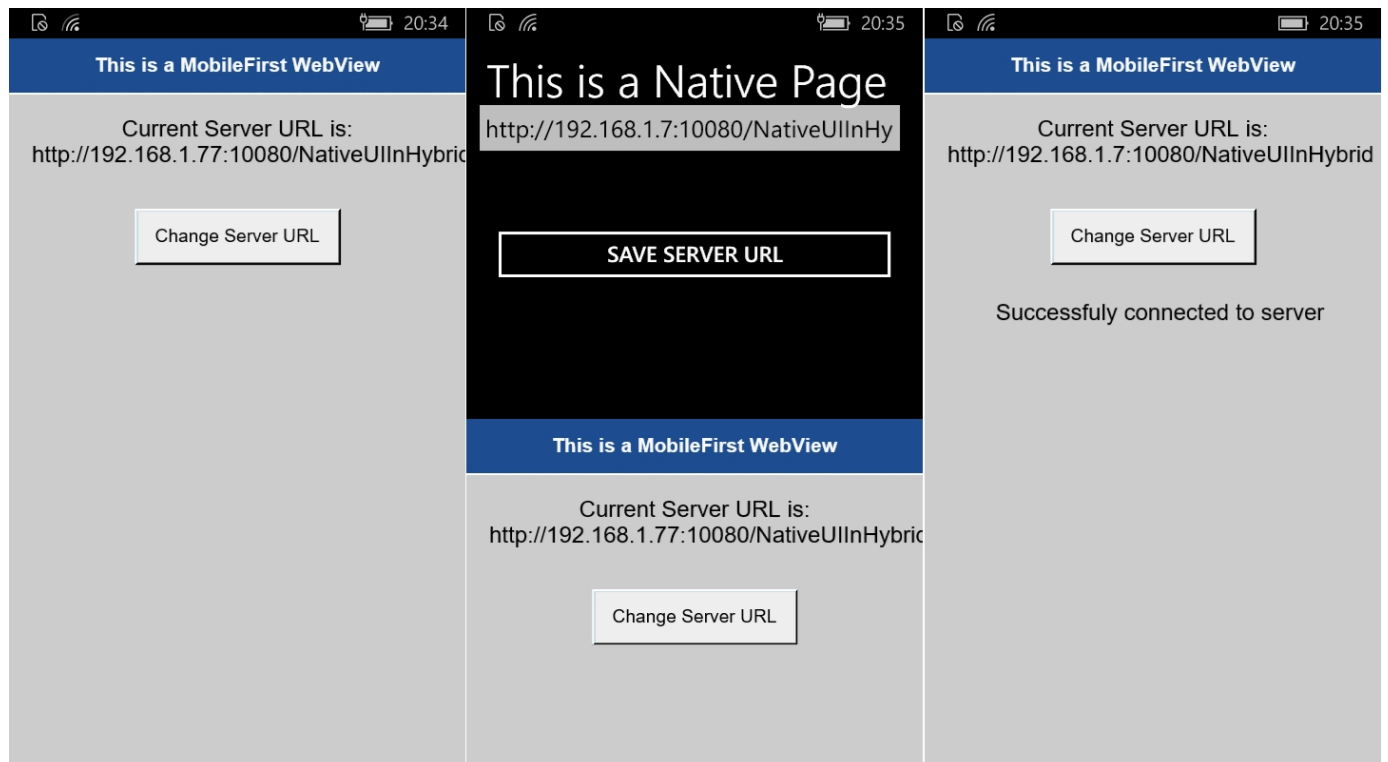 20:34
This is a MobileFirst WebView
Current Server URL is:
http://192.168.1.77:10080/NativeUIInHybric
Change Server URL
20:35
This is a Native Page
http://192.168.1.7:10080/NativeUIInHy
SAVE SERVER URL
This is a MobileFirst WebView
Current Server URL is:
http://192.168.1.77:10080/NativeUIInHybric
Change Server URL
20:35
This is a MobileFirst WebView
Current Server URL is:
http://192.168.1.7:10080/NativeUIInHybrid
Change Server URL
Successfuly connected to server